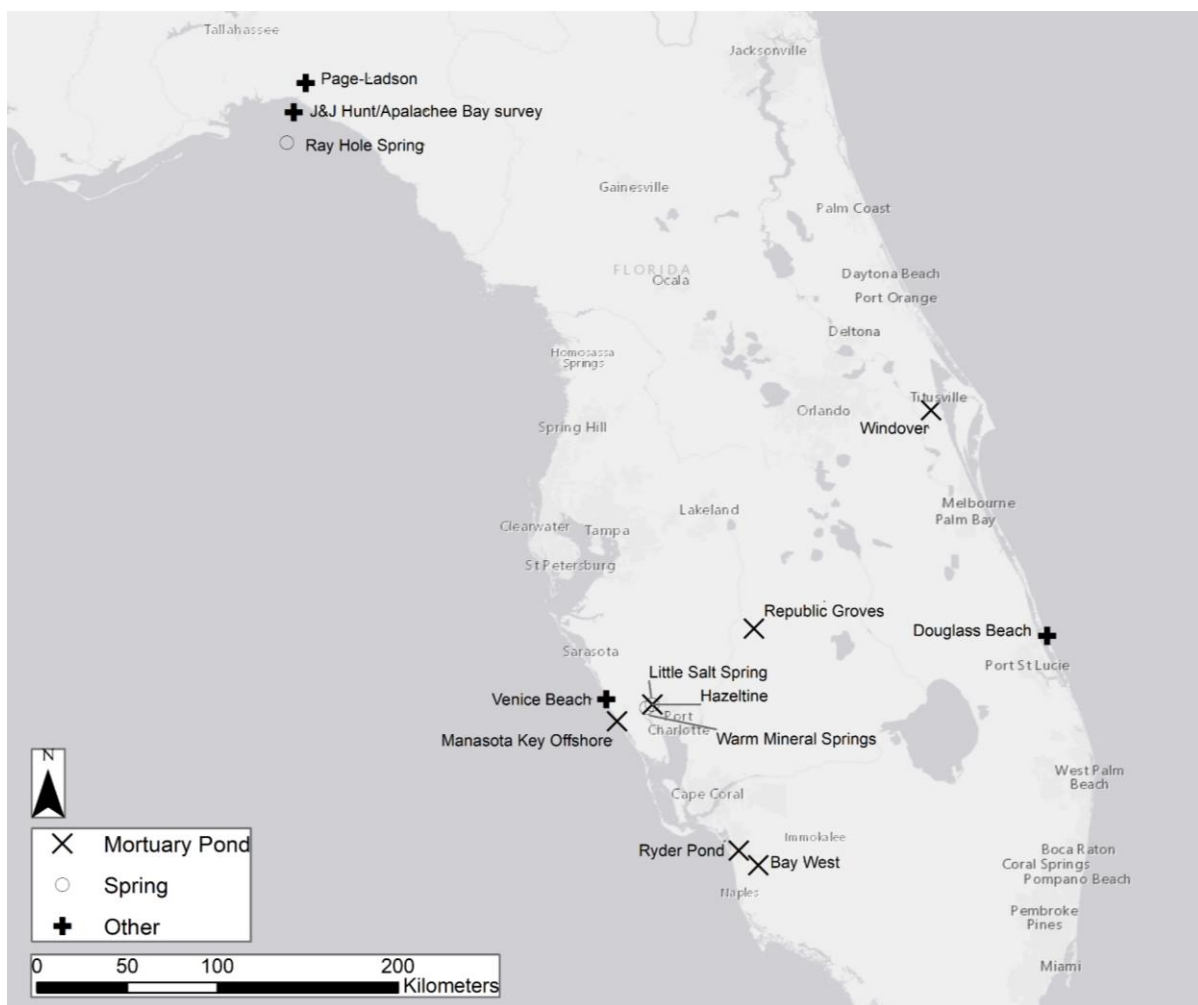 Tallahassee
Jacksonville
Page-Ladson
J&J Hunt/Apalachee Bay survey
Ray Hole Spring
Gainesville
Palm Coast
FLORIDA
Ocala
Daytona Beach
Port Orange
Deltona
Homosassa
Springs
Titusville
Orlando
Windover
Spring Hill
Melbourne
Palm Bay
Lakeland
Clearwater
Tampa
St Petersburg
Republic Groves
Douglass Beach
Sarasota
Port St Lucie
Little Salt Spring
Venice Beach
Hazeltine
Port
Charlotte
Manasota Key Offshore
Warm Mineral Springs
West Palm
Beach
Cape Coral
Immokalee
Ryder Pond
Bay West
Boca Raton
Coral Springs
Pompano Beach
Naples
Pembroke
Pines
Miami
N
Mortuary Pond
Spring
Other
0 50 100 200
Kilometers